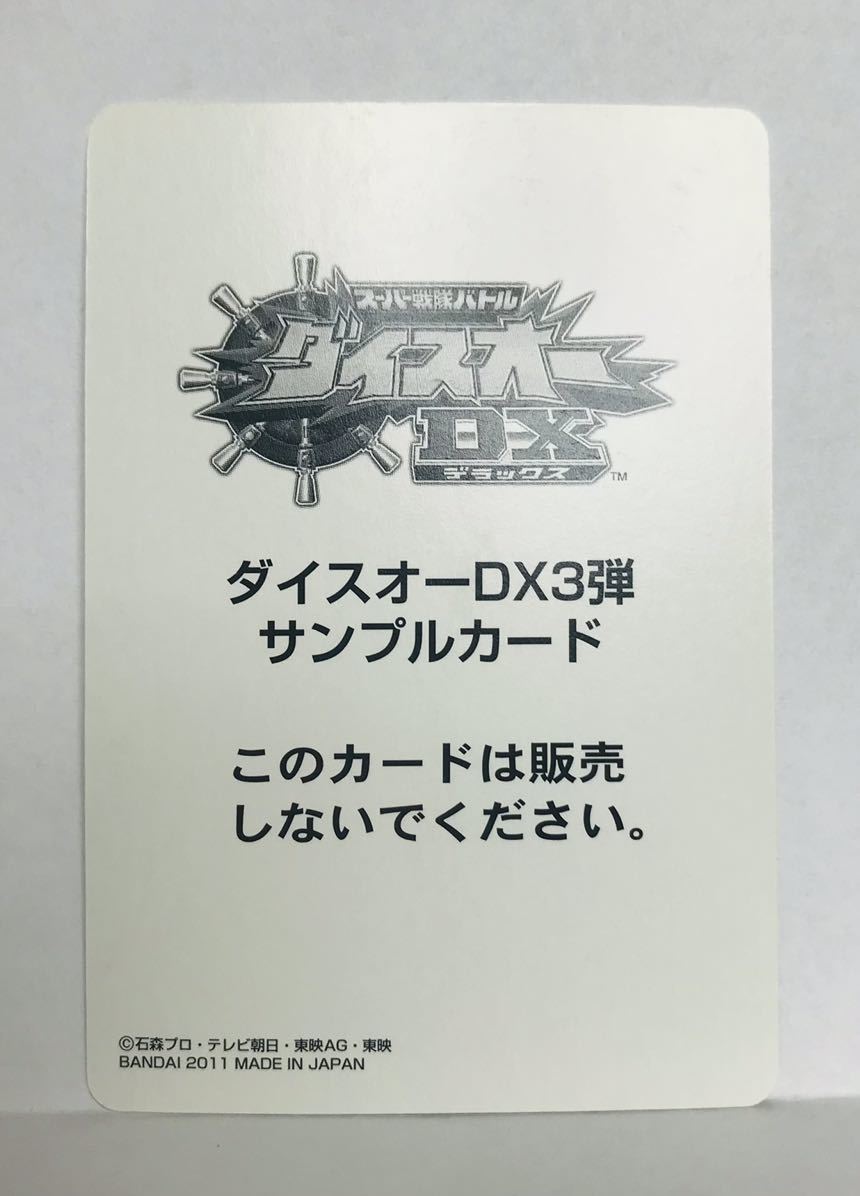 スーパー戦隊バトル
ダイスオー
DX
デラックス
TM
ダイスオーDX3弾
サンプルカード
このカードは販売
しないでください。
©石森プロ・テレビ朝日・東映AG・東映
BANDAI 2011 MADE IN JAPAN